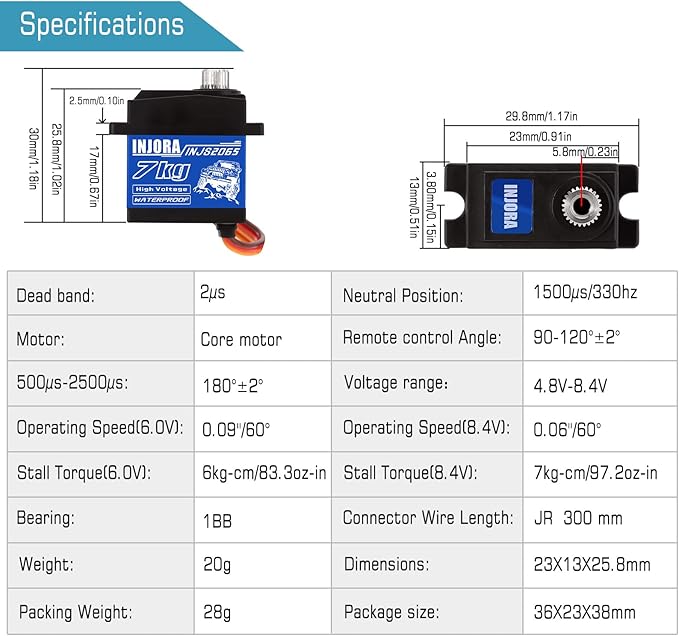 Specifications
2.5mm/0.10in
30mm/1.18in
25.8mm/1.02in
17mm/0.67in
INJORA
INJS2065
7kg
High Voltage
WATERPROOF
29.8mm/1.17in
23mm/0.91in
5.8mm/0.23in
13mm/0.51in
3.80mm/0.15in
INJORA
Dead band: 2μs Neutral Position: 1500μs/330hz
Motor: Core motor Remote control Angle: 90-120°±2°
500μs-2500μs: 180°±2° Voltage range: 4.8V-8.4V
Operating Speed(6.0V): 0.09"/60° Operating Speed(8.4V): 0.06"/60°
Stall Torque(6.0V): 6kg-cm/83.3oz-in Stall Torque(8.4V): 7kg-cm/97.2oz-in
Bearing: 1BB Connector Wire Length: JR 300 mm
Weight: 20g Dimensions: 23X13X25.8mm
Packing Weight: 28g Package size: 36X23X38mm